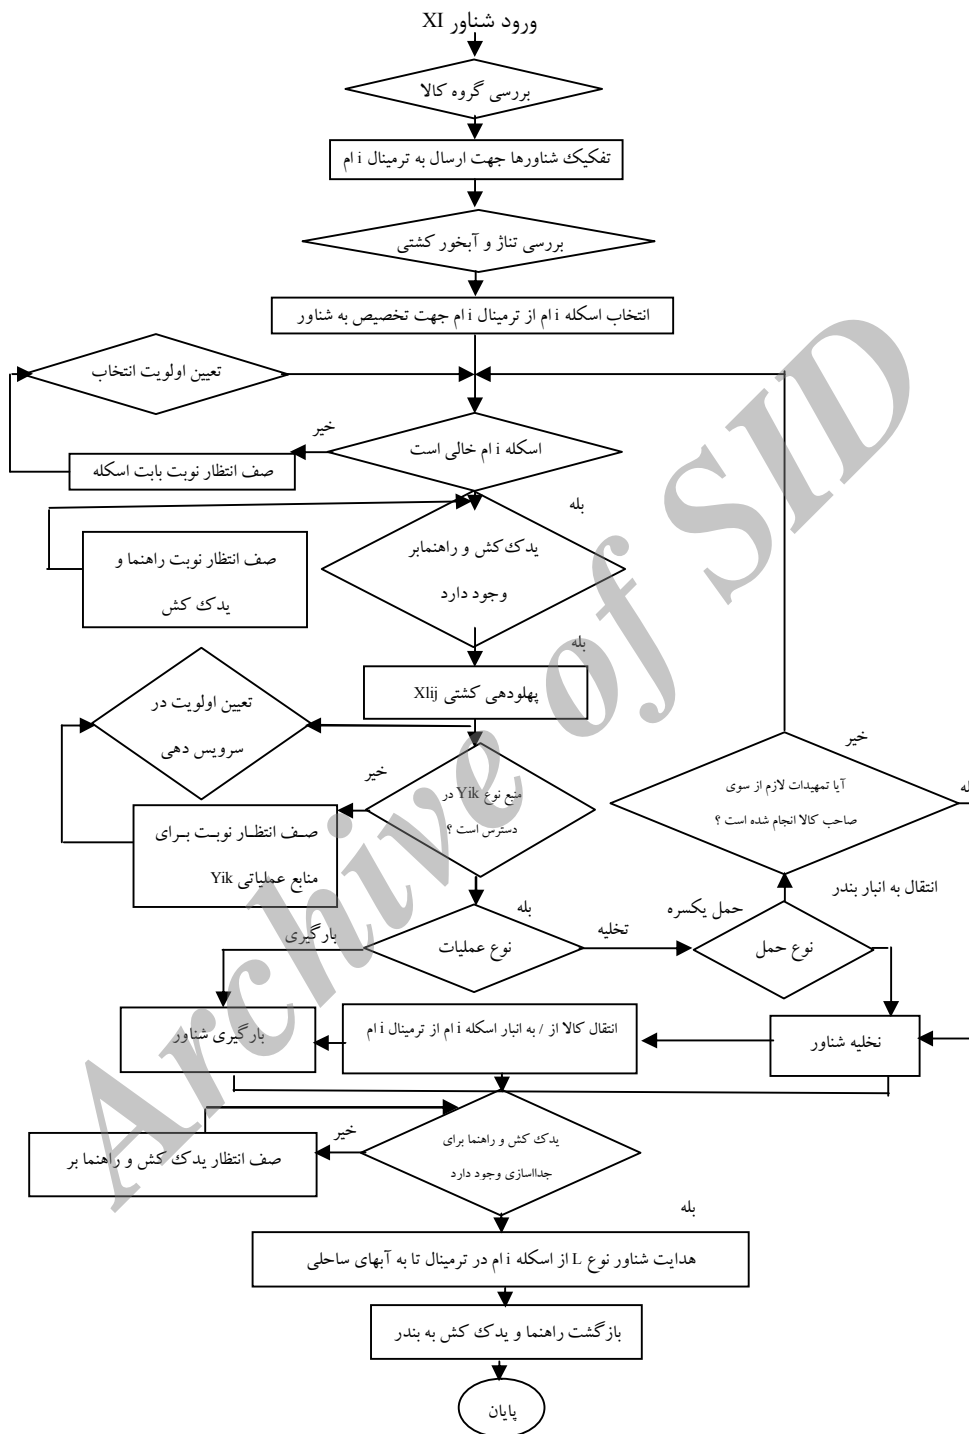 ورود شناور XI
بررسی گروه کالا
تفکیک شناورها جهت ارسال به ترمینال i ام
بررسی تناژ و آبخور کشتی
انتخاب اسکله i ام از ترمینال i ام جهت تخصیص به شناور
تعیین اولویت انتخاب
خیر
اسکله i ام خالی است
صف انتظار نوبت بابت اسکله
بله
یدک کش و راهنمابر
وجود دارد
صف انتظار نوبت راهنما و
یدک کش
بله
پهلودهی کشتی Xlij
تعیین اولویت در
سرویس دهی
خیر
منبع نوع Yik در
دسترس است ؟
صف انتظار نوبت برای
منابع عملیاتی Yik
خیر
آیا تمهیدات لازم از سوی
صاحب کالا انجام شده است ؟
له
انتقال به انبار بندر
بله
حمل یکسره
بارگیری
نوع عملیات
تخلیه
نوع حمل
بارگیری شناور
انتقال کالا از / به انبار اسکله i ام از ترمینال i ام
نخلیه شناور
خیر
یدک کش و راهنما برای
جدااسازی وجود دارد
صف انتظار یدک کش و راهنما بر
بله
هدایت شناور نوع L از اسکله i ام در ترمینال تا به آبهای ساحلی
بازگشت راهنما و یدک کش به بندر
پایان
Archive of SID